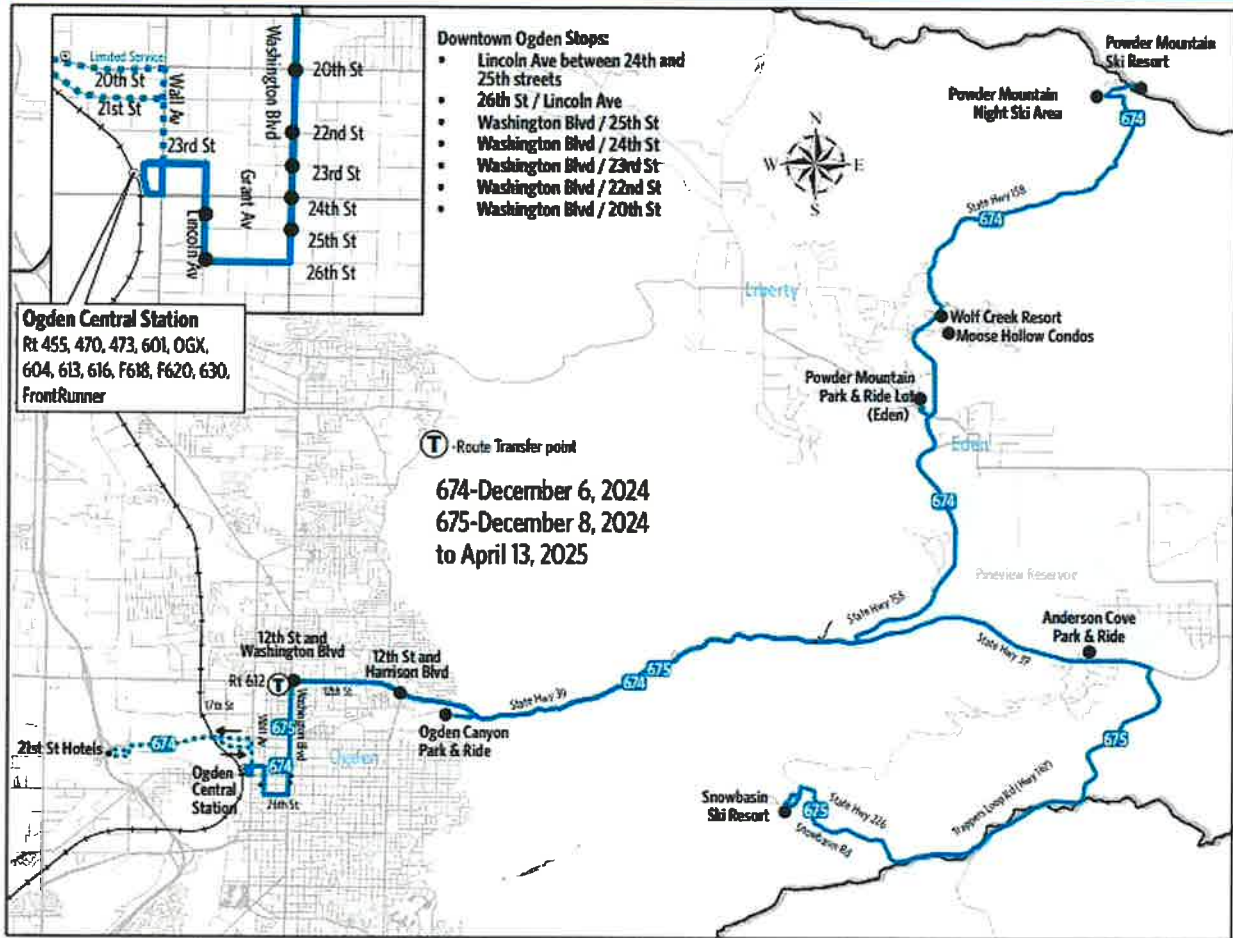 Limited Service
20th St
21st St
Wall Av
23rd St
Washington Blvd
Grant Av
Lincoln Av
20th St
22nd St
23rd St
24th St
25th St
26th St
Downtown Ogden Stops:
• Lincoln Ave between 24th and
25th streets
• 26th St / Lincoln Ave
• Washington Blvd / 25th St
• Washington Blvd / 24th St
• Washington Blvd / 23rd St
• Washington Blvd / 22nd St
• Washington Blvd / 20th St
N
W
E
S
Powder Mountain
Ski Resort
Powder Mountain
Night Ski Area
674
State Hwy 158
674
Liberty
Wolf Creek Resort
Moose Hollow Condos
Powder Mountain
Park & Ride Lot
(Eden)
Eden
674
Ogden Central Station
Rt 455, 470, 473, 601, OGX,
604, 613, 616, F618, F620, 630,
FrontRunner
T -Route Transfer point
674-December 6, 2024
675-December 8, 2024
to April 13, 2025
Pineview Reservoir
State Hwy 158
Anderson Cove
Park & Ride
State Hwy 39
12th St and
Washington Blvd
Rt 612 T
12th St and
Harrison Blvd
12th St
State Hwy 39
674
675
17th St
Wall Av
Washington Blvd
675
Ogden Canyon
Park & Ride
21st St Hotels
674
674
Ogden
Ogden
Central
Station
26th St
675
Snowbasin
Ski Resort
675
State Hwy 226
Snowbasin Rd
Trappers Loop Rd (Hwy 167)